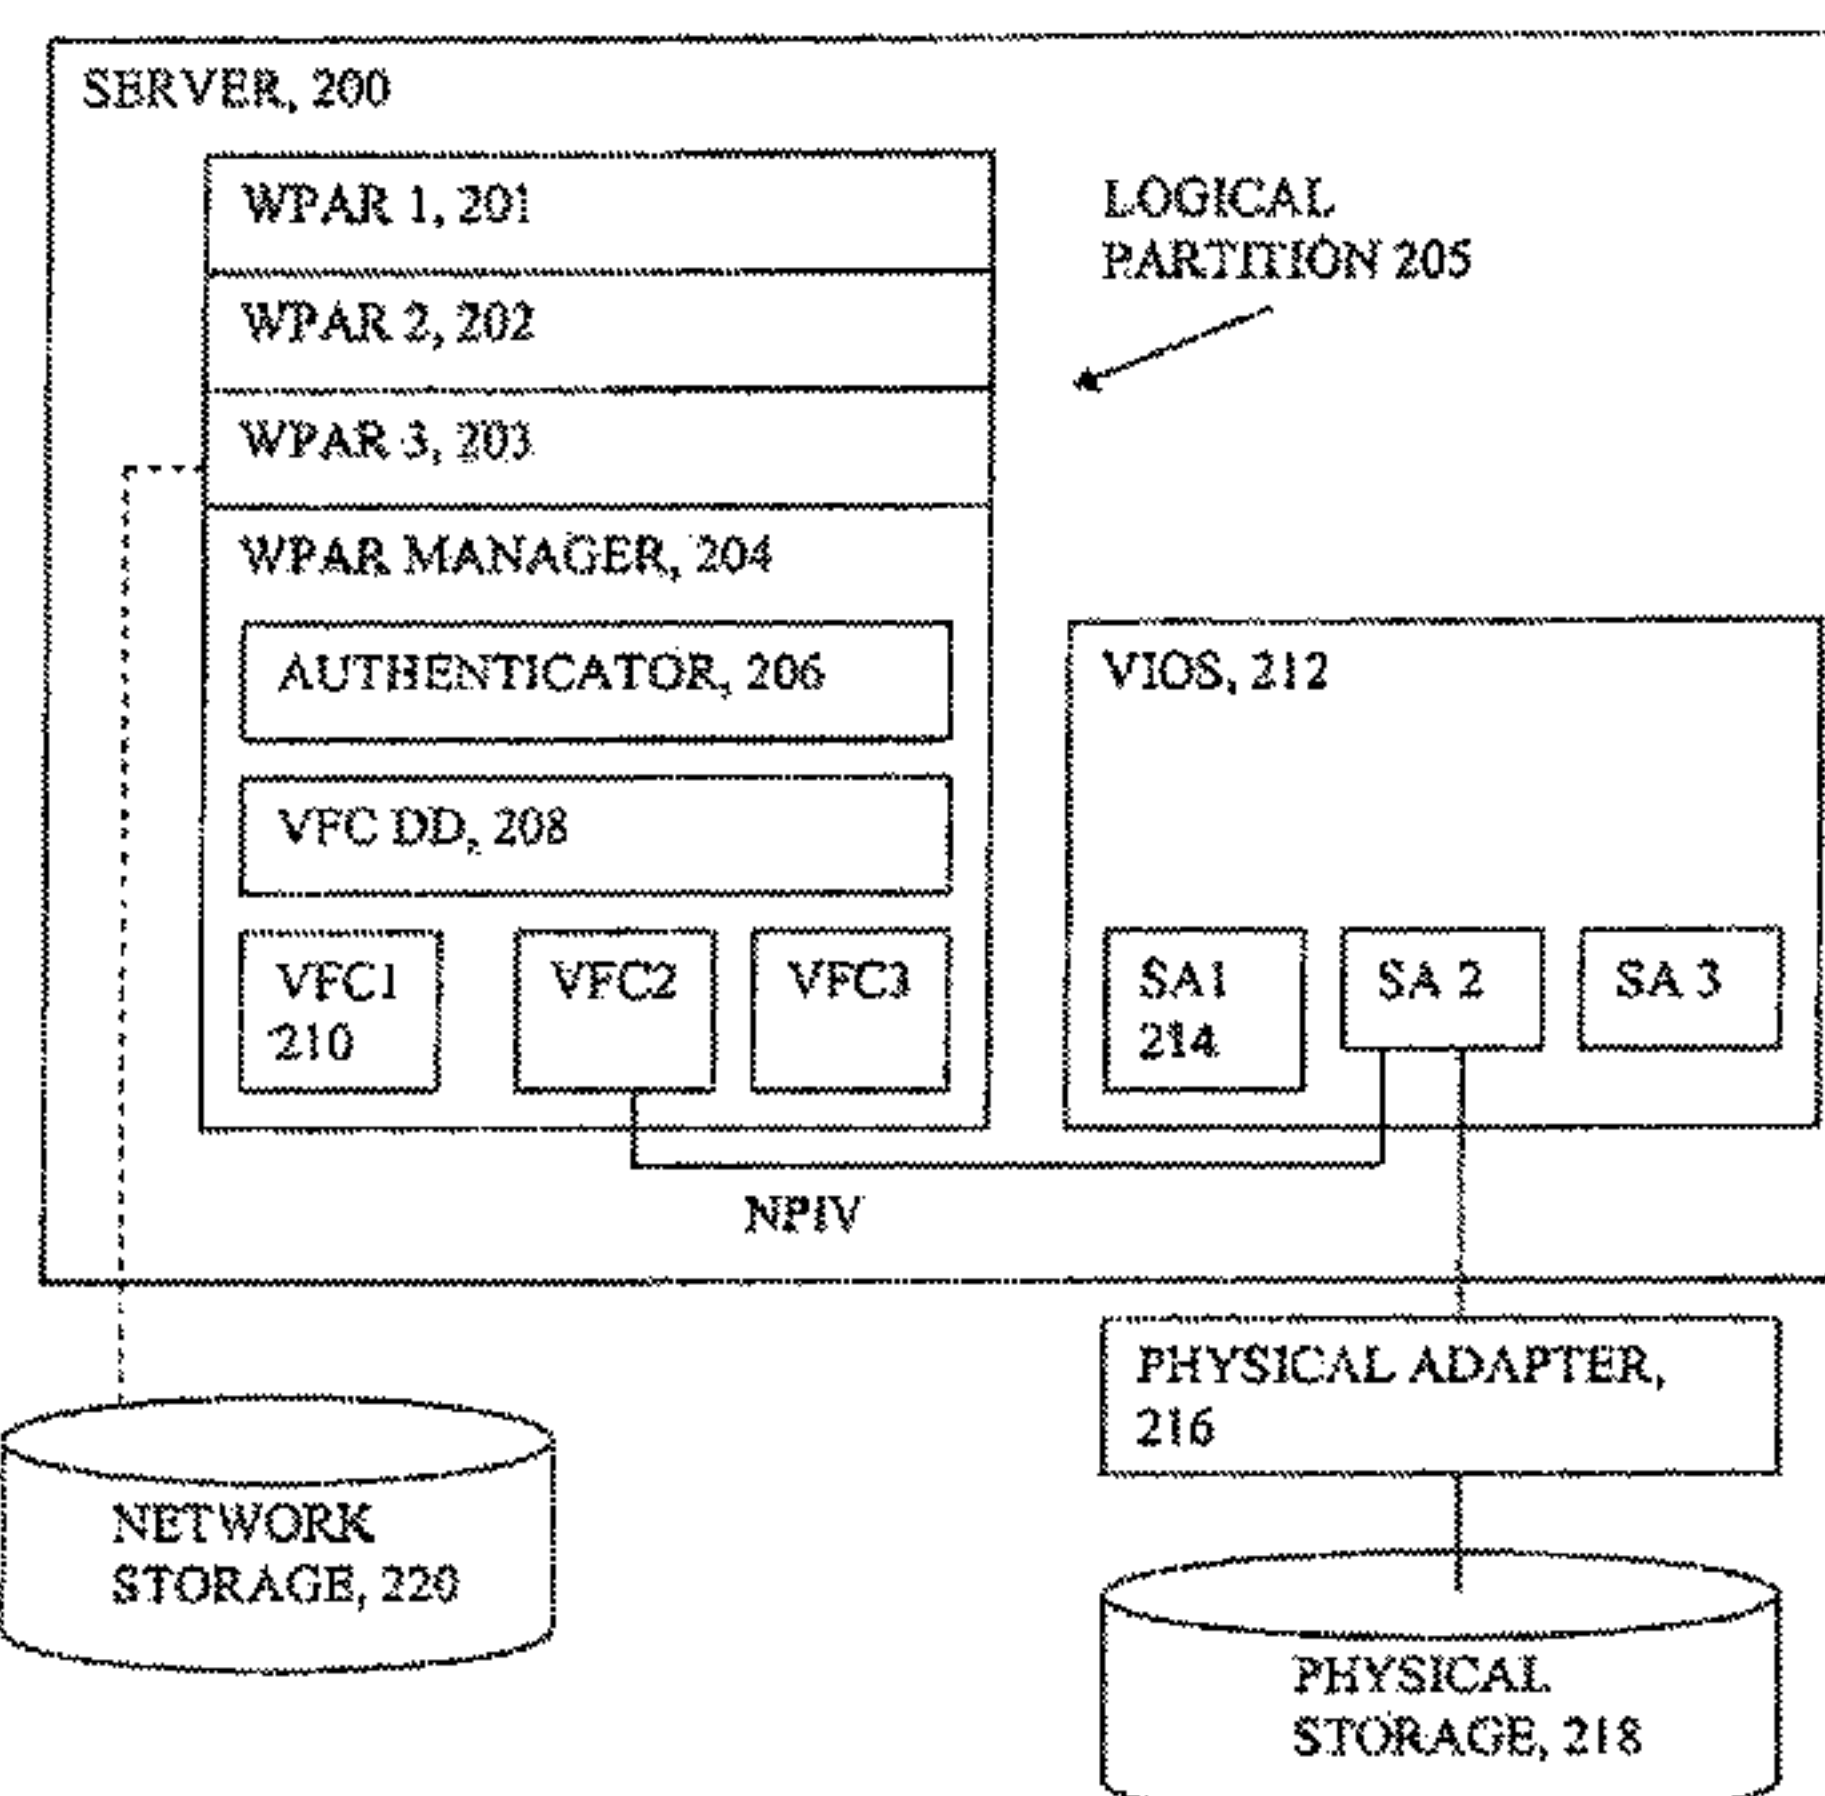 SERVER, 200
WPAR 1, 201
WPAR 2, 202
WPAR 3, 203
LOGICAL
PARTITION 205
WPAR MANAGER, 204
AUTHENTICATOR, 206
VFC DD, 208
VFC1
210
VFC2
VFC3
VIOS, 212
SA1
214
SA 2
SA 3
NPIV
PHYSICAL ADAPTER,
216
NETWORK
STORAGE, 220
PHYSICAL
STORAGE, 218